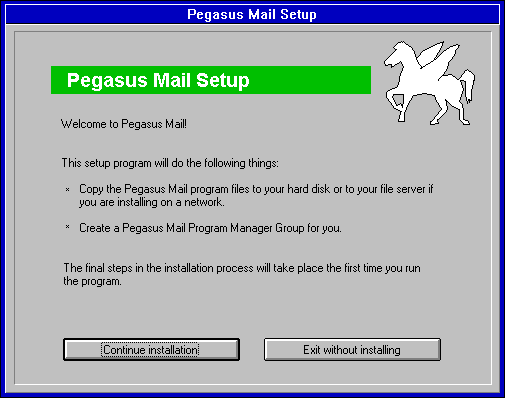 Pegasus Mail Setup
Pegasus Mail Setup
Welcome to Pegasus Mail!
This setup program will do the following things:
× Copy the Pegasus Mail program files to your hard disk or to your file server if
you are installing on a network.
× Create a Pegasus Mail Program Manager Group for you.
The final steps in the installation process will take place the first time you run
the program.
Continue installation
Exit without installing